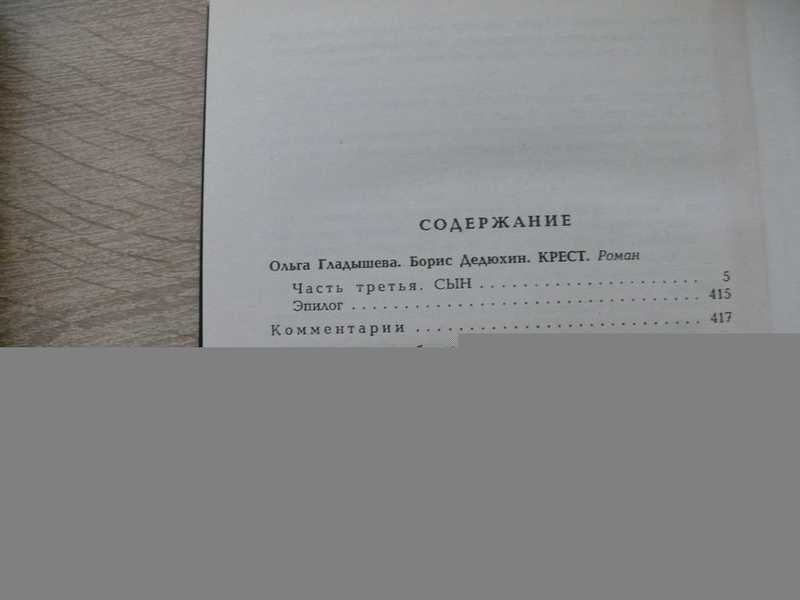 СОДЕРЖАНИЕ
Ольга Гладышева. Борис Дедюхин. КРЕСТ. Роман
Часть третья. СЫН . . . . . . . . . . . . . . . . . . . . . 5
Эпилог . . . . . . . . . . . . . . . . . . . . . . . . . . . . . . . . . 415
Комментарии . . . . . . . . . . . . . . . . . . . . . . . . . . . 417